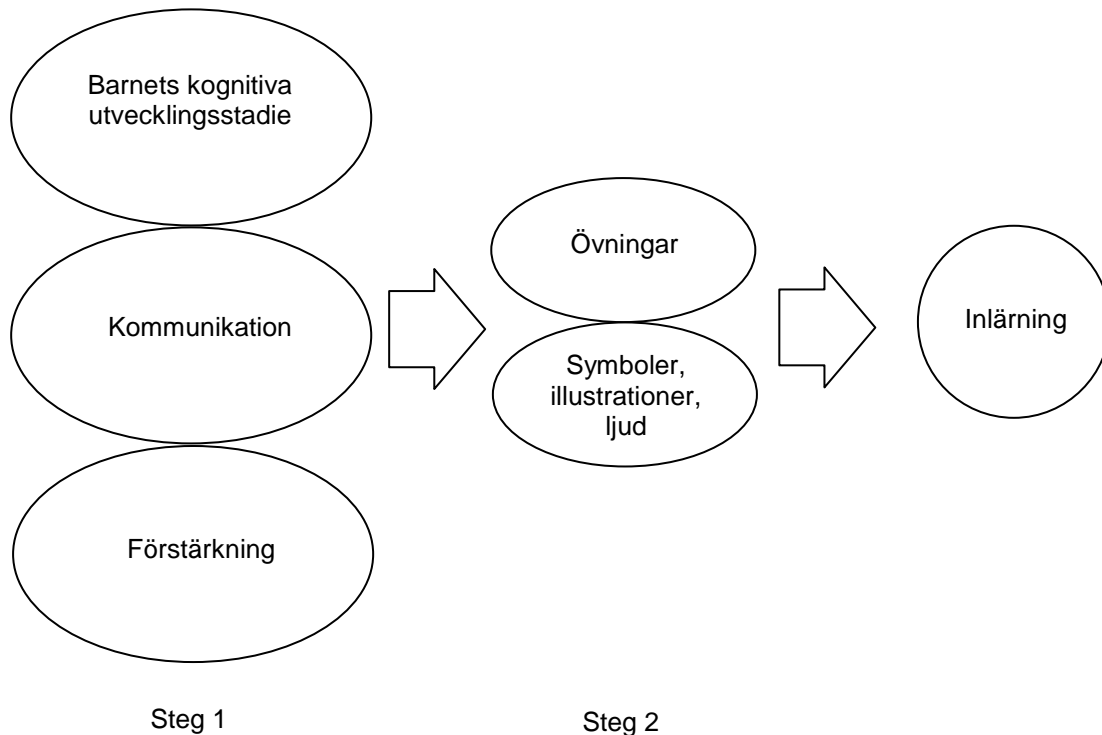 Barnets kognitiva
utvecklingsstadie
Kommunikation
Förstärkning
Övningar
Symboler,
illustrationer,
ljud
Inlärning
Steg 1
Steg 2